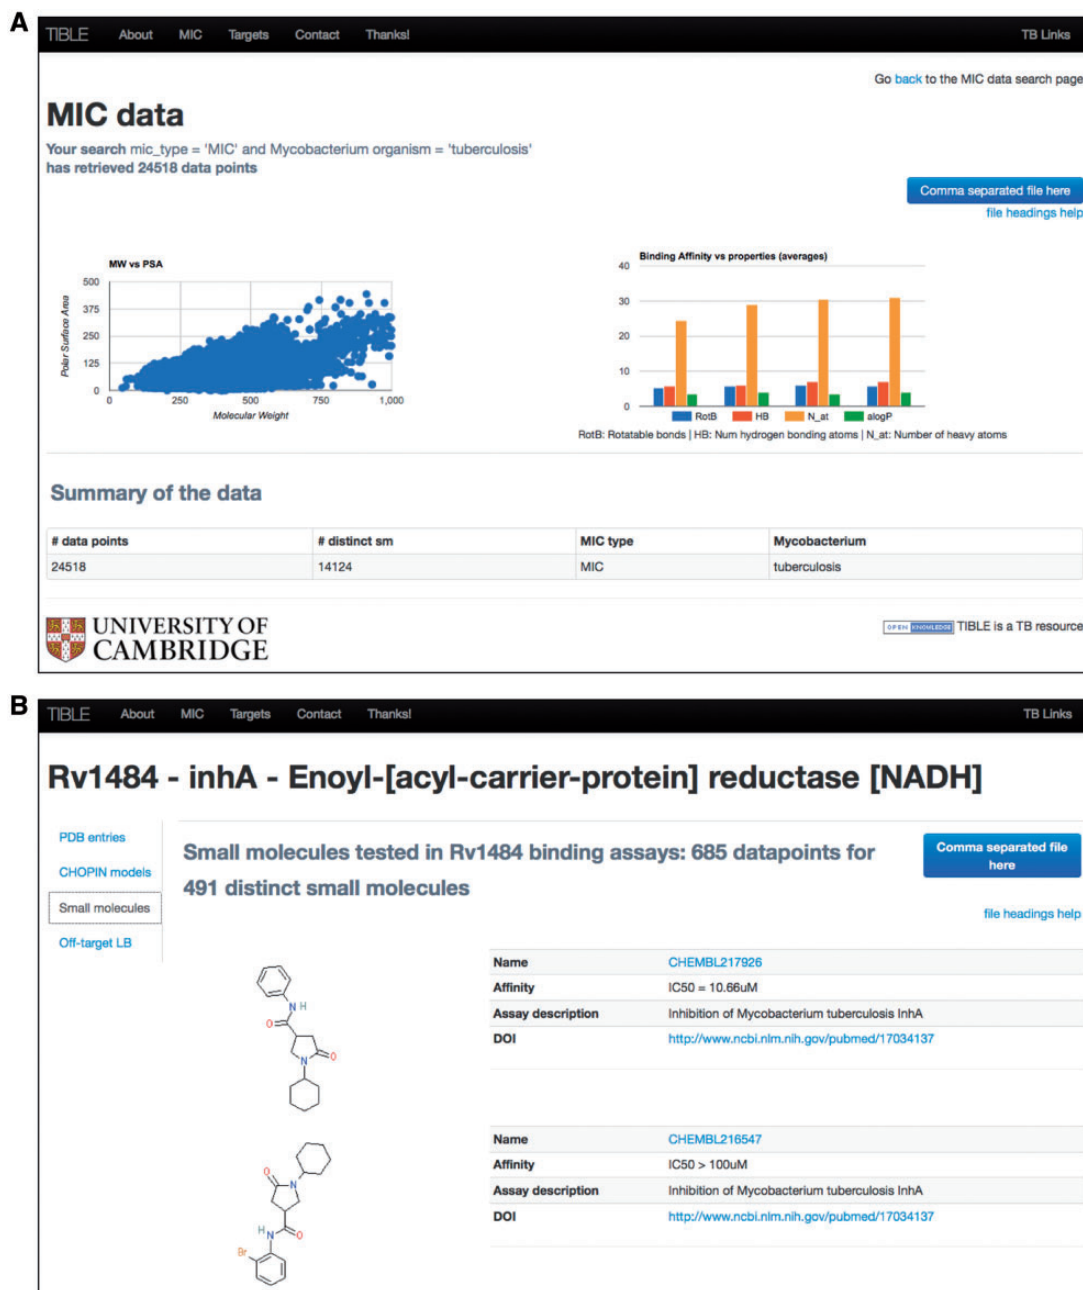 A
TIBLE About MIC Targets Contact Thanks! TB Links
Go back to the MIC data search page
MIC data
Your search mic_type = 'MIC' and Mycobacterium organism = 'tuberculosis'
has retrieved 24518 data points
Comma separated file here
file headings help
MW vs PSA
500
375
250
125
0
Polar Surface Area
0 250 500 750 1,000
Molecular Weight
Binding Affinity vs properties (averages)
40
30
20
10
0
RotB HB N_at alogP
RotB: Rotatable bonds | HB: Num hydrogen bonding atoms | N_at: Number of heavy atoms
Summary of the data
# data points # distinct sm MIC type Mycobacterium
24518 14124 MIC tuberculosis
UNIVERSITY OF
CAMBRIDGE
OPEN KNOWLEDGE TIBLE is a TB resource
B
TIBLE About MIC Targets Contact Thanks! TB Links
Rv1484 - inhA - Enoyl-[acyl-carrier-protein] reductase [NADH]
PDB entries
CHOPIN models
Small molecules
Off-target LB
Small molecules tested in Rv1484 binding assays: 685 datapoints for
491 distinct small molecules
Comma separated file
here
file headings help
N H
O
O
N
Name CHEMBL217926
Affinity IC50 = 10.66uM
Assay description Inhibition of Mycobacterium tuberculosis InhA
DOI http://www.ncbi.nlm.nih.gov/pubmed/17034137
O
N
H N
O
Br
Name CHEMBL216547
Affinity IC50 > 100uM
Assay description Inhibition of Mycobacterium tuberculosis InhA
DOI http://www.ncbi.nlm.nih.gov/pubmed/17034137